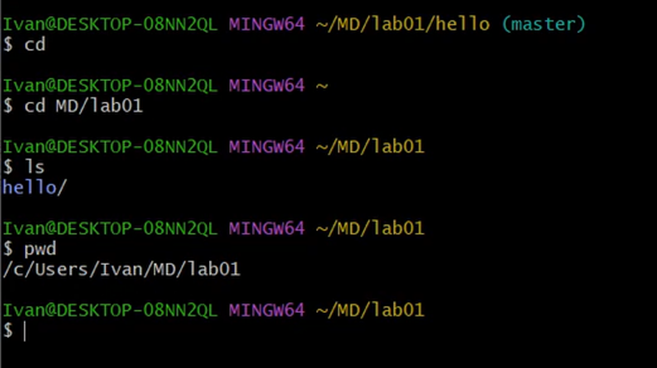 Ivan@DESKTOP-08NN2QL MINGW64 ~/MD/lab01/hello (master)
$ cd
Ivan@DESKTOP-08NN2QL MINGW64 ~
$ cd MD/lab01
Ivan@DESKTOP-08NN2QL MINGW64 ~/MD/lab01
$ ls
hello/
Ivan@DESKTOP-08NN2QL MINGW64 ~/MD/lab01
$ pwd
/c/Users/Ivan/MD/lab01
Ivan@DESKTOP-08NN2QL MINGW64 ~/MD/lab01
$